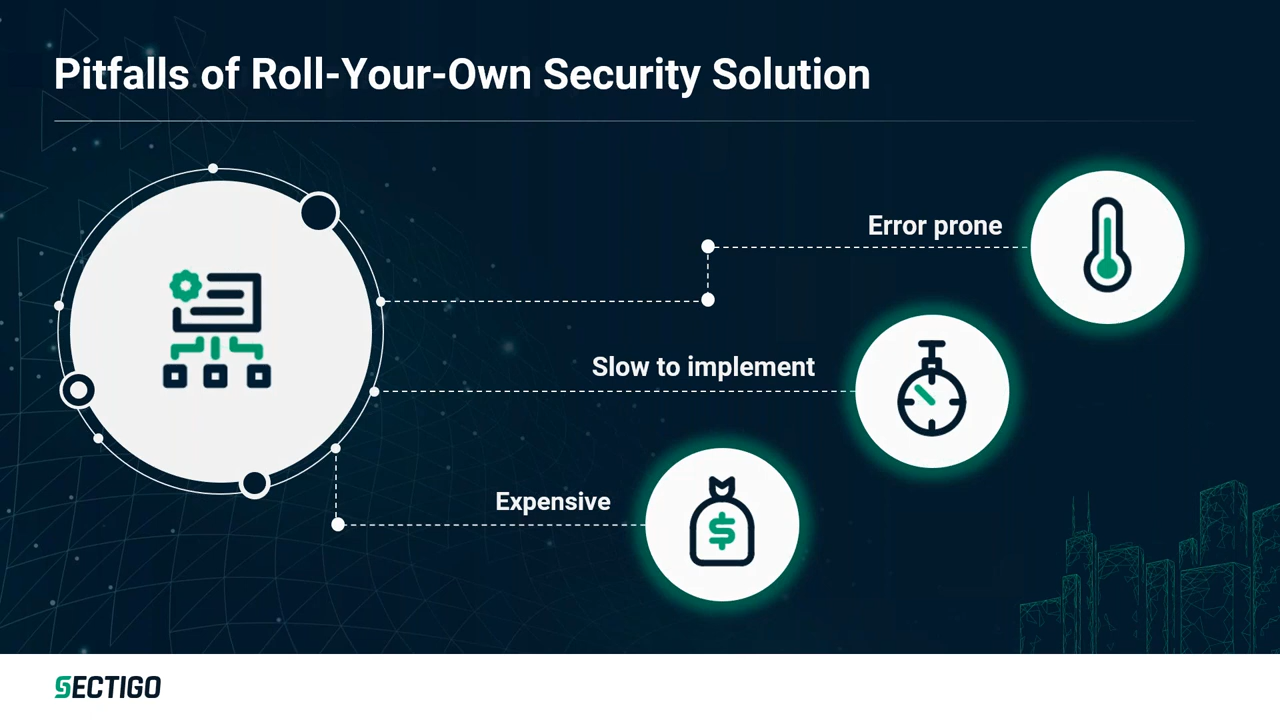 Pitfalls of Roll-Your-Own Security Solution
Error prone
Slow to implement
Expensive
$
SECTIGO